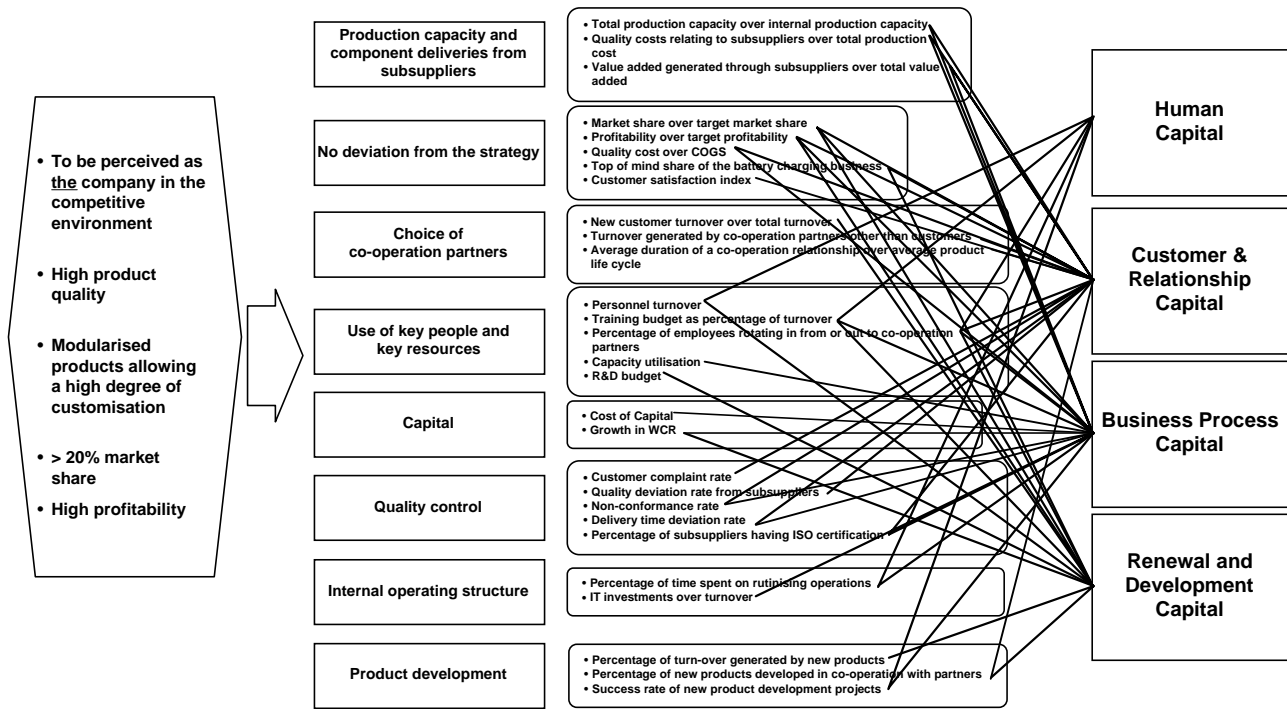 • To be perceived as
the company in the
competitive
environment
• High product
quality
• Modularised
products allowing
a high degree of
customisation
• > 20% market
share
• High profitability
Production capacity and
component deliveries from
subsuppliers
• Total production capacity over internal production capacity
• Quality costs relating to subsuppliers over total production
cost
• Value added generated through subsuppliers over total value
added
No deviation from the strategy
• Market share over target market share
• Profitability over target profitability
• Quality cost over COGS
• Top of mind share of the battery charging business
• Customer satisfaction index
Choice of
co-operation partners
• New customer turnover over total turnover
• Turnover generated by co-operation partners other than customers
• Average duration of a co-operation relationship over average product
life cycle
Use of key people and
key resources
• Personnel turnover
• Training budget as percentage of turnover
• Percentage of employees rotating in from or out to co-operation
partners
• Capacity utilisation
• R&D budget
Capital
• Cost of Capital
• Growth in WCR
Quality control
• Customer complaint rate
• Quality deviation rate from subsuppliers
• Non-conformance rate
• Delivery time deviation rate
• Percentage of subsuppliers having ISO certification
Internal operating structure
• Percentage of time spent on rutinising operations
• IT investments over turnover
Product development
• Percentage of turn-over generated by new products
• Percentage of new products developed in co-operation with partners
• Success rate of new product development projects
Human
Capital
Customer &
Relationship
Capital
Business Process
Capital
Renewal and
Development
Capital